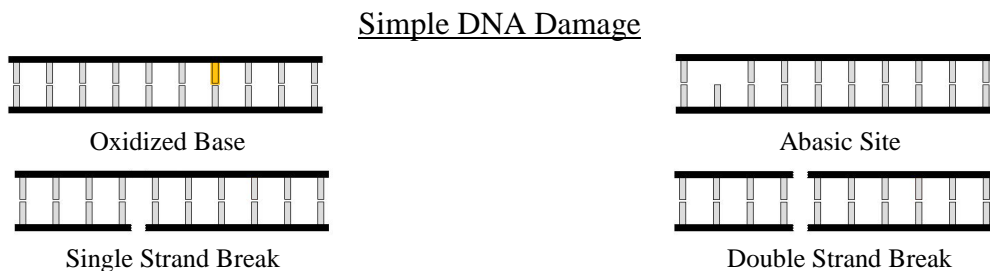 Simple DNA Damage
Oxidized Base
Abasic Site
Single Strand Break
Double Strand Break